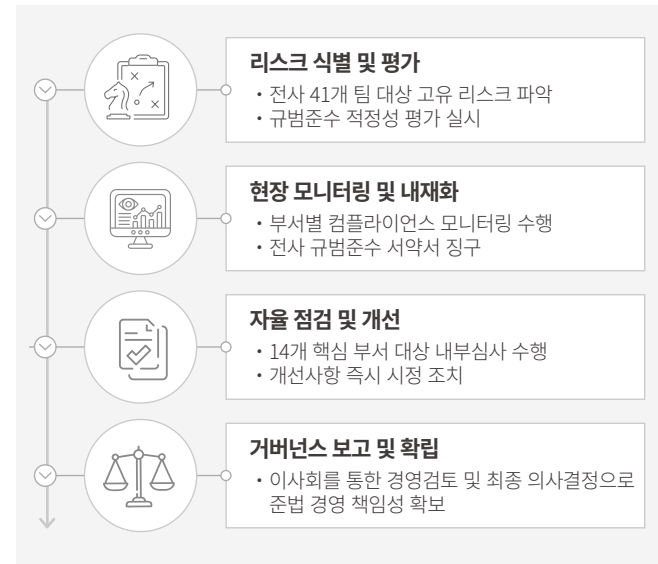 리스크 식별 및 평가
• 전사 41개 팀 대상 고유 리스크 파악
• 규범준수 적정성 평가 실시
현장 모니터링 및 내재화
• 부서별 컴플라이언스 모니터링 수행
• 전사 규범준수 서약서 징구
자율 점검 및 개선
• 14개 핵심 부서 대상 내부심사 수행
• 개선사항 즉시 시정 조치
거버넌스 보고 및 확립
• 이사회를 통한 경영검토 및 최종 의사결정으로
준법 경영 책임성 확보